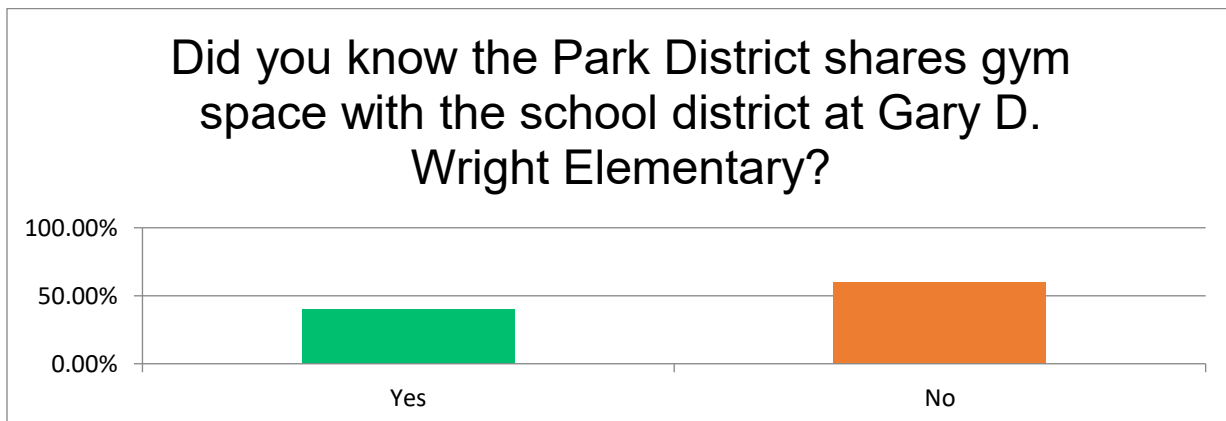 Did you know the Park District shares gym
space with the school district at Gary D.
Wright Elementary?
100.00%
50.00%
0.00%
Yes
No